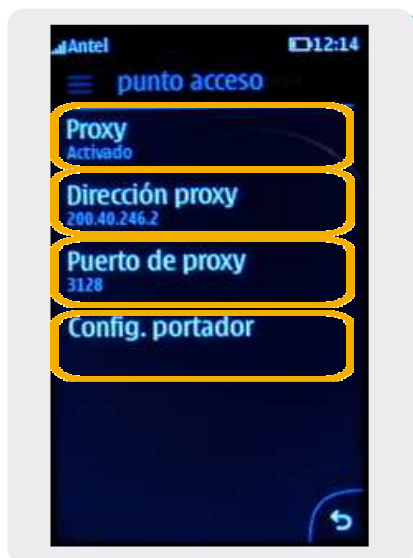 Antel 12:14
punto acceso
Proxy
Activado
Dirección proxy
200.40.246.2
Puerto de proxy
3128
Config. portador